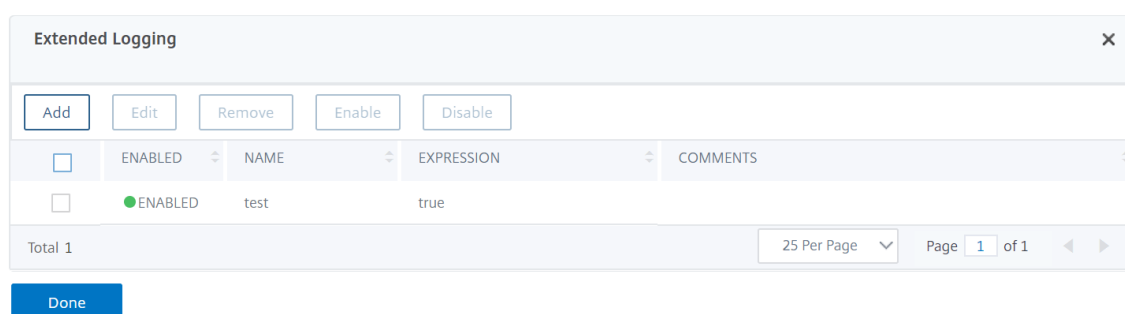 Extended Logging
Add Edit Remove Enable Disable
ENABLED NAME EXPRESSION COMMENTS
ENABLED test true
Total 1 25 Per Page Page 1 of 1
Done